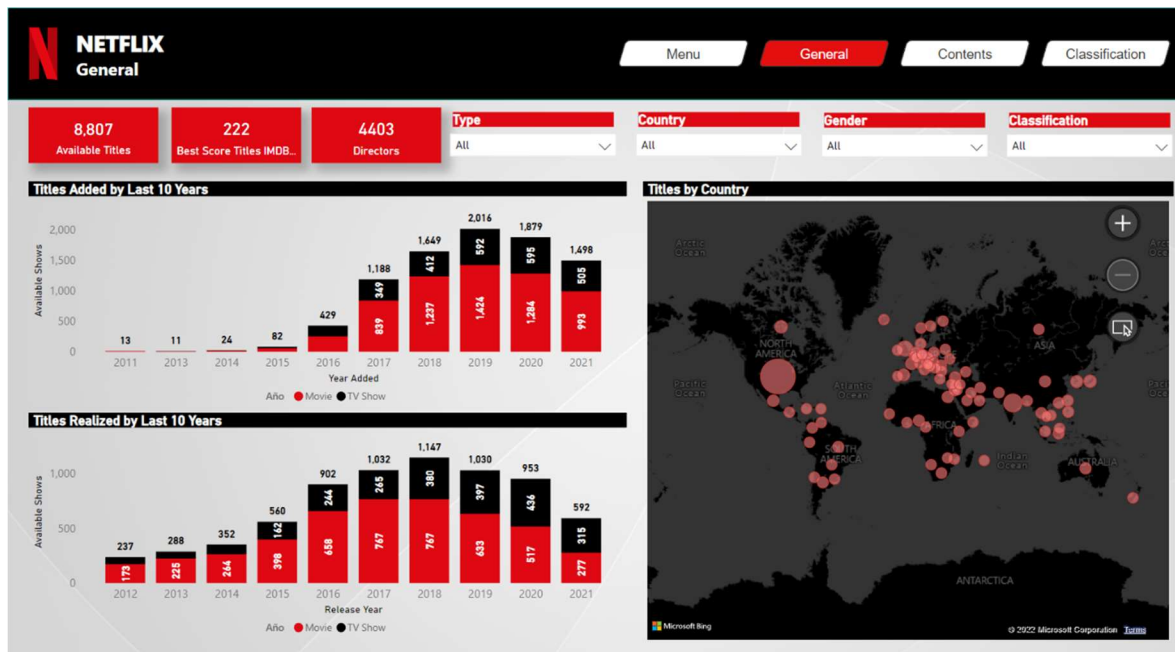 NETFLIX
General
Menu
General
Contents
Classification
8,807
Available Titles
222
Best Score Titles IMDB...
4403
Directors
Type
All
Country
All
Gender
All
Classification
All
Titles Added by Last 10 Years
Available Shows
2,000
1,500
1,000
500
0
13
11
24
82
429
1,188
349
839
1,649
412
1,237
2,016
592
1,424
1,879
595
1,284
1,498
505
993
2011 2012 2013 2014 2015 2016 2017 2018 2019 2020 2021
Year Added
Año Movie TV Show
Titles Realized by Last 10 Years
Available Shows
1,000
500
0
237
173
288
225
352
264
560
162
398
902
244
658
1,032
265
767
1,147
380
767
1,030
397
633
953
436
517
592
315
277
2012 2013 2014 2015 2016 2017 2018 2019 2020 2021
Release Year
Año Movie TV Show
Titles by Country
Arctic
Ocean
NORTH
AMERICA
ASIA
Pacific
Ocean
Atlantic
Ocean
AFRICA
SOUTH
AMERICA
Indian
Ocean
AUSTRALIA
ANTARCTICA
Microsoft Bing
© 2022 Microsoft Corporation Terms